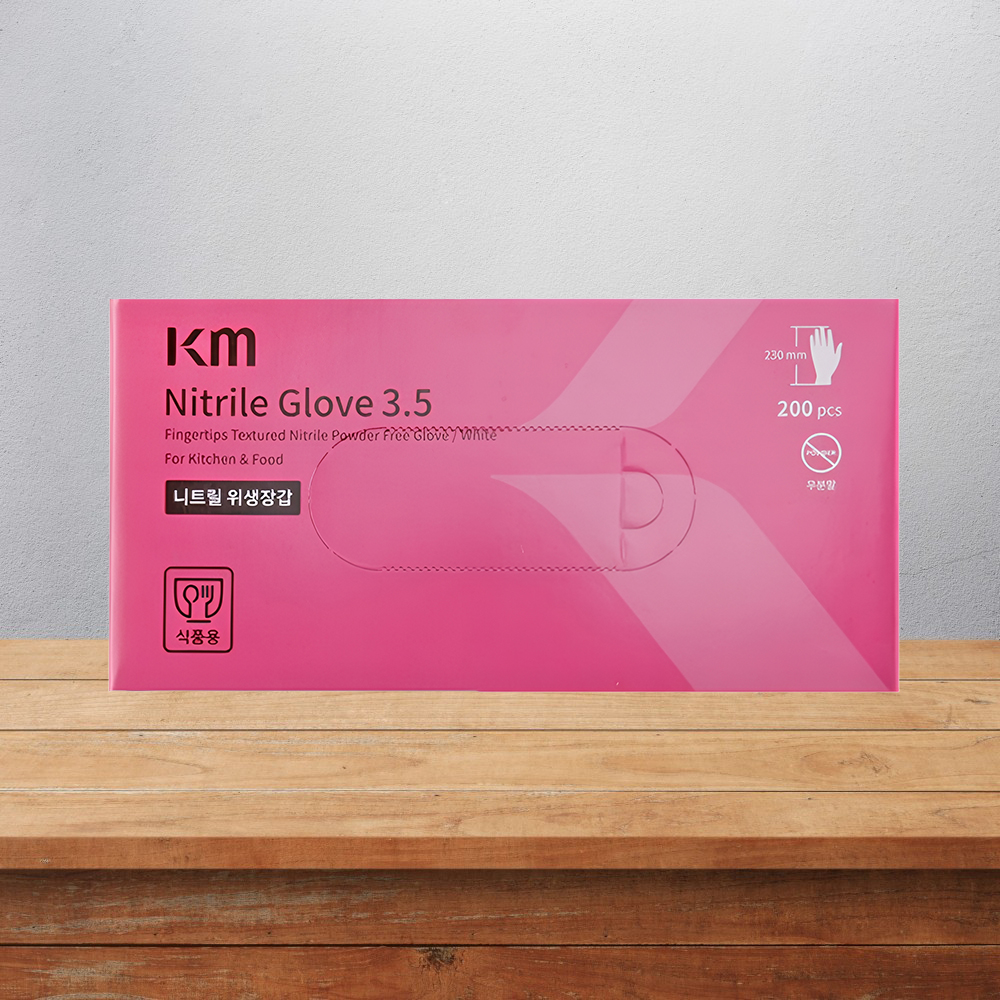 KM
Nitrile Glove 3.5
Fingertips Textured Nitrile Powder Free Glove / White
For Kitchen & Food
니트릴 위생장갑
식품용
230 mm
200 pcs
POWDER
무분말